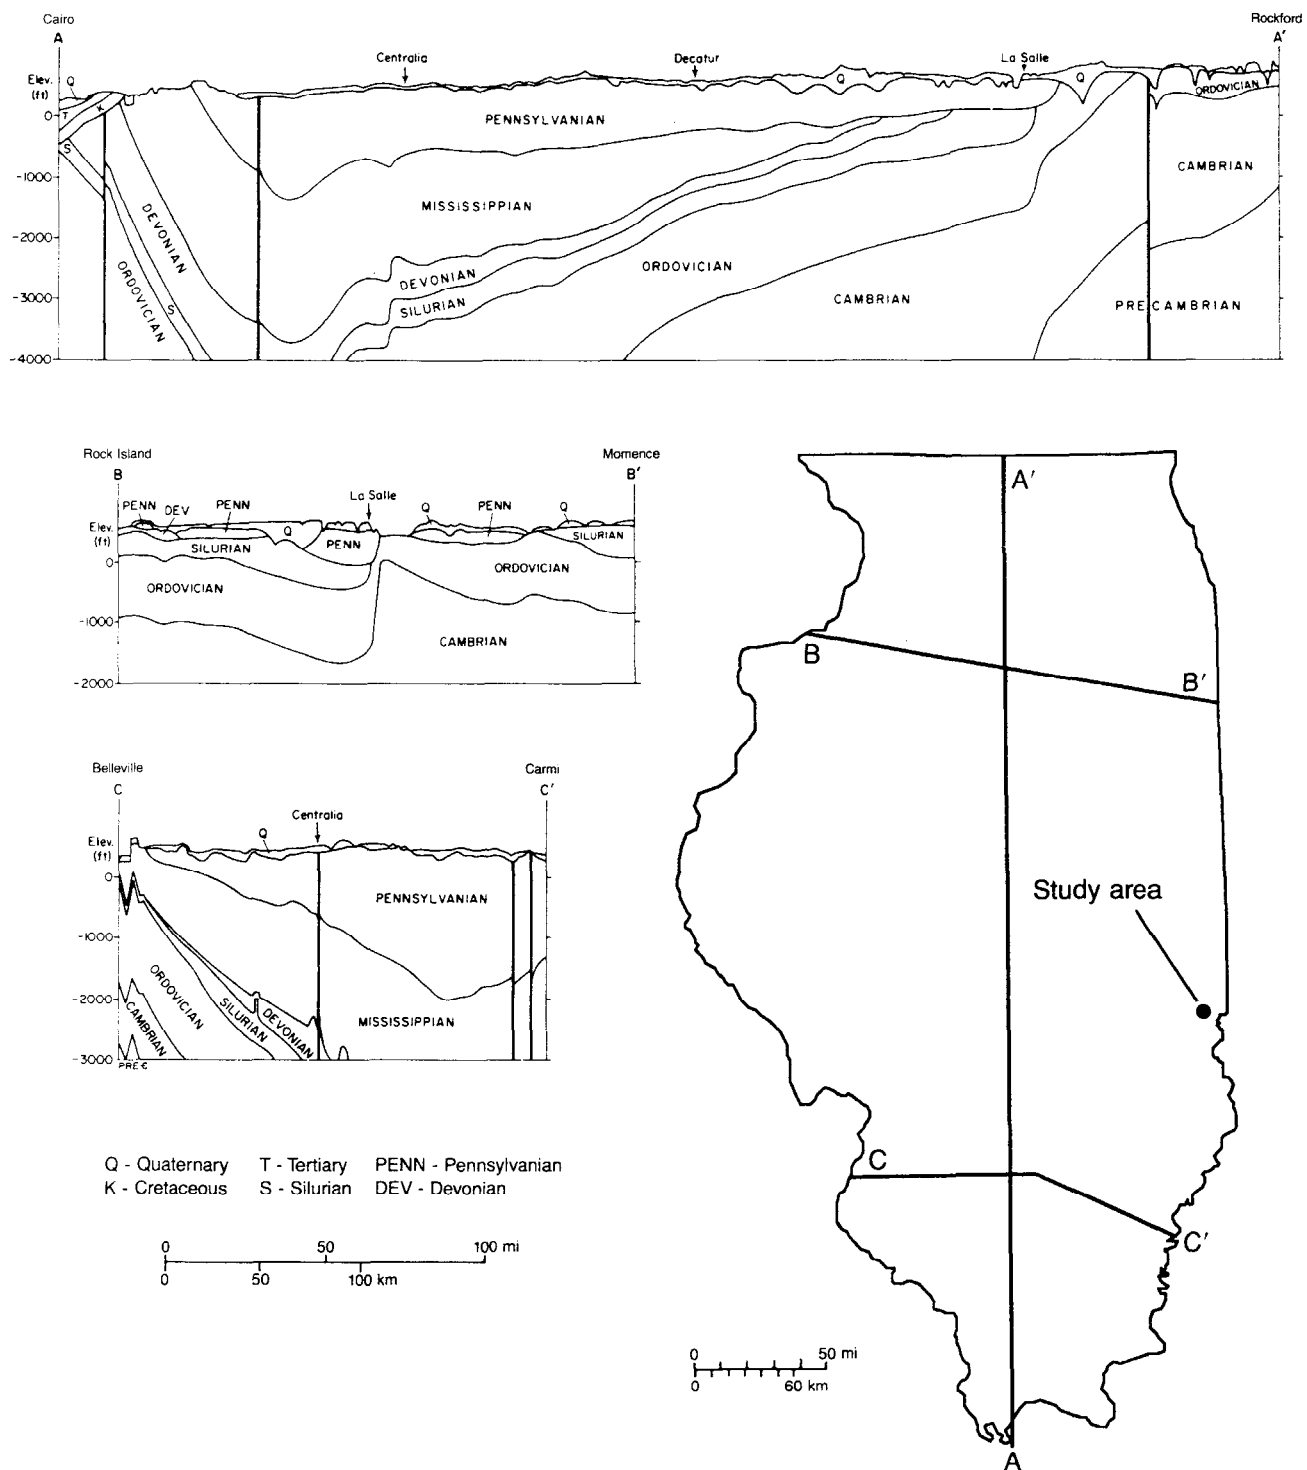 Cairo Rockford
A A'
Centralia Decatur La Salle
Elev. (ft)
Q
Q
Q
T
K
S
0
-1000
-2000
-3000
-4000
PENNSYLVANIAN
ORDOVICIAN
CAMBRIAN
MISSISSIPPIAN
DEVONIAN
ORDOVICIAN
S
DEVONIAN
SILURIAN
ORDOVICIAN
CAMBRIAN
PRE CAMBRIAN
Rock Island Momence
B B'
La Salle
PENN
DEV
PENN
Q
Q
PENN
Q
Elev. (ft)
0
-1000
-2000
SILURIAN
PENN
SILURIAN
ORDOVICIAN
ORDOVICIAN
CAMBRIAN
Belleville Carmi
C C'
Centralia
Q
Elev. (ft)
0
-1000
-2000
-3000
PENNSYLVANIAN
ORDOVICIAN
SILURIAN
DEVONIAN
MISSISSIPPIAN
CAMBRIAN
PRE Є
Q - Quaternary T - Tertiary PENN - Pennsylvanian
K - Cretaceous S - Silurian DEV - Devonian
0 50 100 mi
0 50 100 km
A'
B
B'
Study area
C
C'
0 50 mi
0 60 km
A